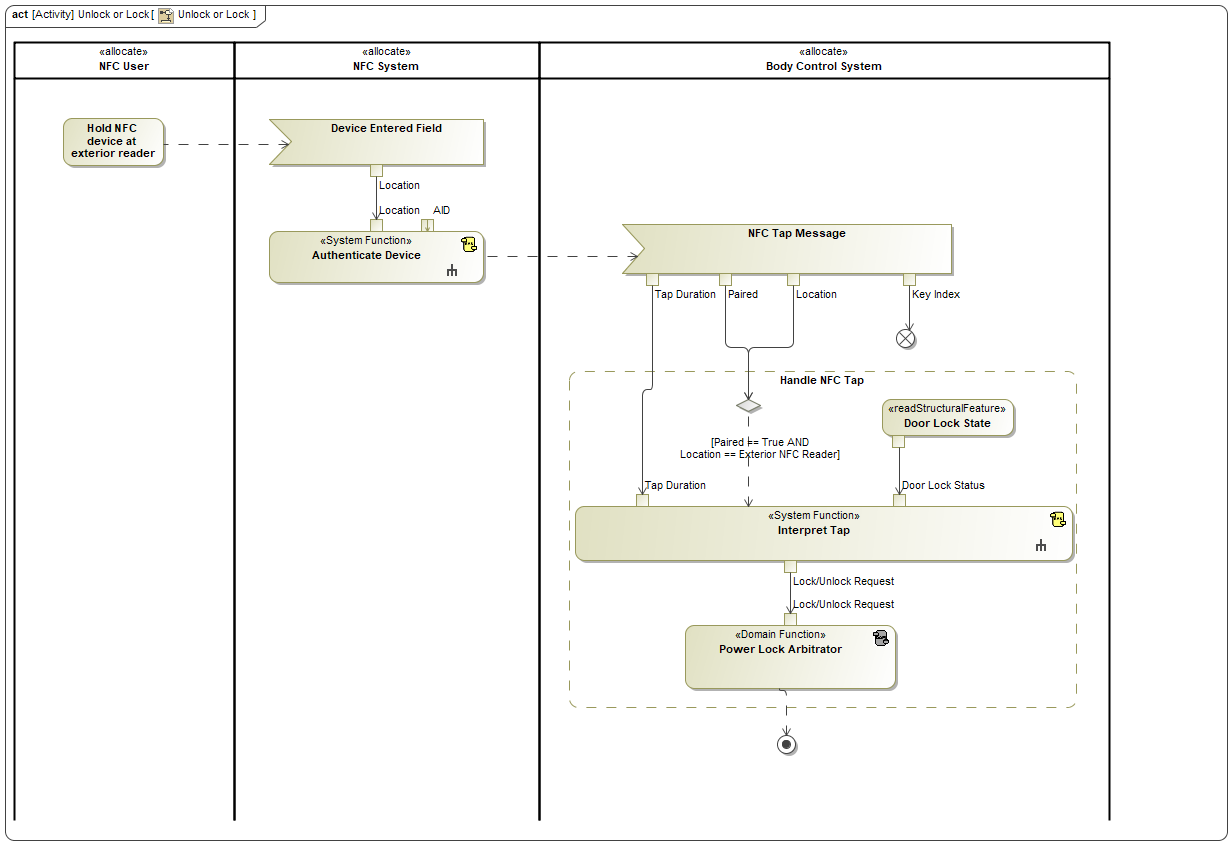 act [Activity] Unlock or Lock [ Unlock or Lock ]
«allocate»
NFC User
«allocate»
NFC System
«allocate»
Body Control System
Hold NFC
device at
exterior reader
Device Entered Field
Location
Location
AID
«System Function»
Authenticate Device
NFC Tap Message
Tap Duration
Paired
Location
Key Index
Handle NFC Tap
«readStructuralFeature»
Door Lock State
[Paired == True AND
Location == Exterior NFC Reader]
Tap Duration
Door Lock Status
«System Function»
Interpret Tap
Lock/Unlock Request
Lock/Unlock Request
«Domain Function»
Power Lock Arbitrator